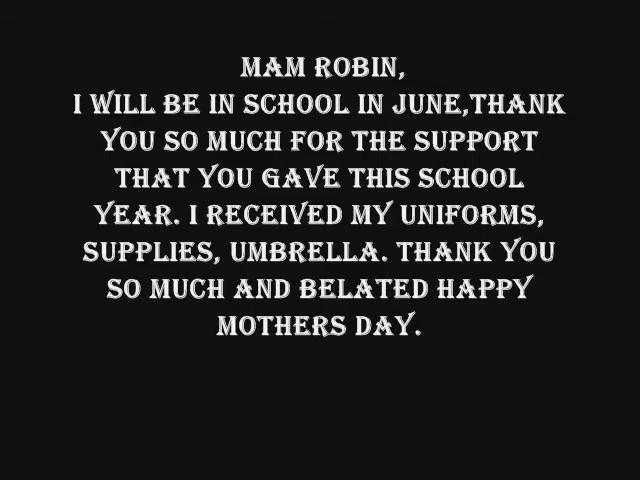 MAM ROBIN,
I WILL BE IN SCHOOL IN JUNE,THANK
YOU SO MUCH FOR THE SUPPORT
THAT YOU GAVE THIS SCHOOL
YEAR. I RECEIVED MY UNIFORMS,
SUPPLIES, UMBRELLA. THANK YOU
SO MUCH AND BELATED HAPPY
MOTHERS DAY.